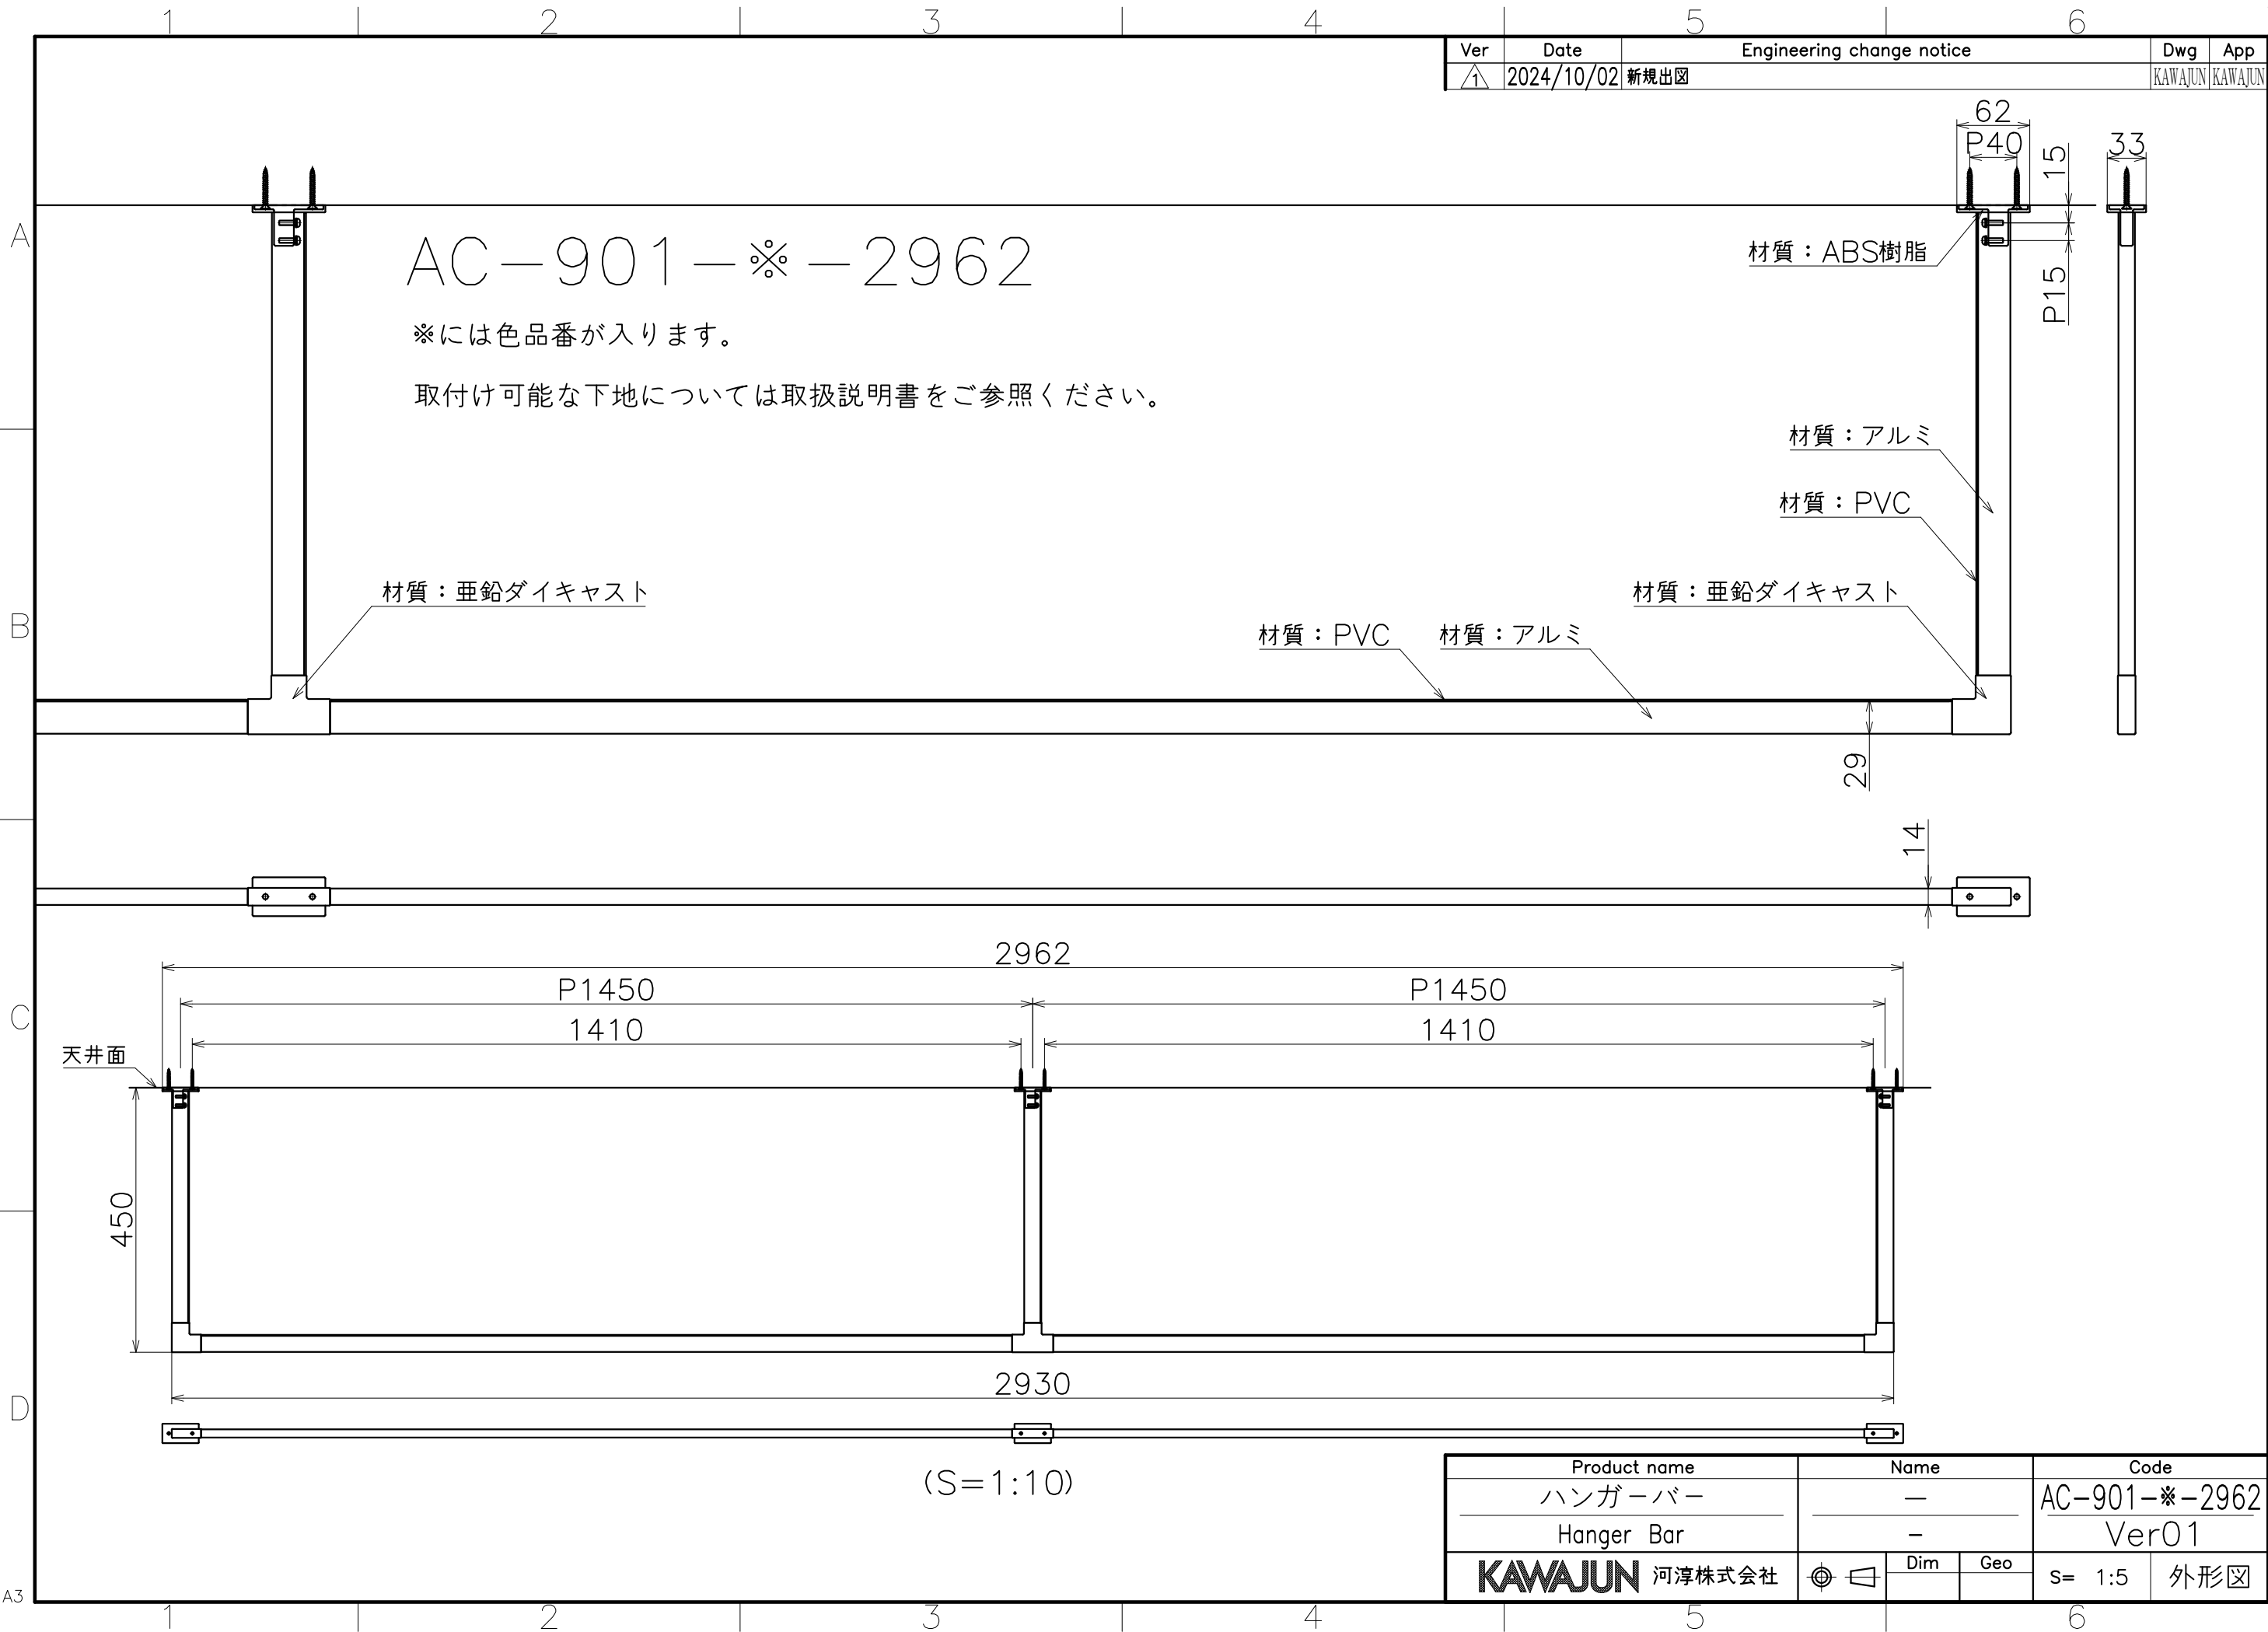 1 2 3 4 5 6
Ver Date Engineering change notice Dwg App
1 2024/10/02 新規出図 KAWAJUN KAWAJUN
62
P40
33
15
P15
A
AC-901-※-2962
※には色品番が入ります。
取付け可能な下地については取扱説明書をご参照ください。
材質：ABS樹脂
材質：アルミ
材質：PVC
B
材質：亜鉛ダイキャスト
材質：亜鉛ダイキャスト
材質：PVC
材質：アルミ
29
14
C
2962
P1450 P1450
1410 1410
天井面
450
D
2930
(S=1:10)
Product name Name Code
ハンガーバー — AC-901-※-2962
Hanger Bar - Ver01
KAWAJUN 河淳株式会社 Dim Geo S= 1:5 外形図
A3
1 2 3 4 5 6